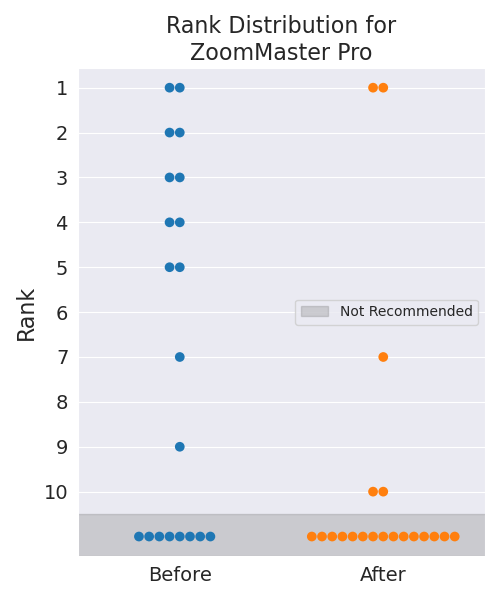 Rank Distribution for
ZoomMaster Pro
1
2
3
4
5
6
7
8
9
10
Rank
Not Recommended
Before
After